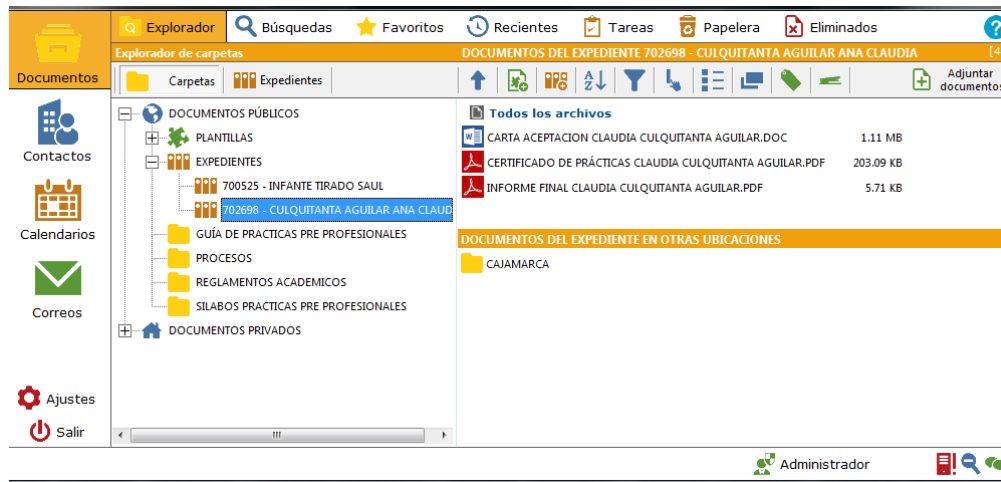 Explorador Búsquedas Favoritos Recientes Tareas Papelera Eliminados
Documentos
Contactos
Calendarios
Correos
Ajustes
Salir
Explorador de carpetas
Carpetas Expedientes
DOCUMENTOS PÚBLICOS
PLANTILLAS
EXPEDIENTES
700525 - INFANTE TIRADO SAUL
702698 - CULQUITANTA AGUILAR ANA CLAUD
GUÍA DE PRACTICAS PRE PROFESIONALES
PROCESOS
REGLAMENTOS ACADEMICOS
SILABOS PRACTICAS PRE PROFESIONALES
DOCUMENTOS PRIVADOS
DOCUMENTOS DEL EXPEDIENTE 702698 - CULQUITANTA AGUILAR ANA CLAUDIA [4
Adjuntar
documentos
Todos los archivos
CARTA ACEPTACION CLAUDIA CULQUITANTA AGUILAR.DOC 1.11 MB
CERTIFICADO DE PRÁCTICAS CLAUDIA CULQUITANTA AGUILAR.PDF 203.09 KB
INFORME FINAL CLAUDIA CULQUITANTA AGUILAR.PDF 5.71 KB
DOCUMENTOS DEL EXPEDIENTE EN OTRAS UBICACIONES
CAJAMARCA
Administrador